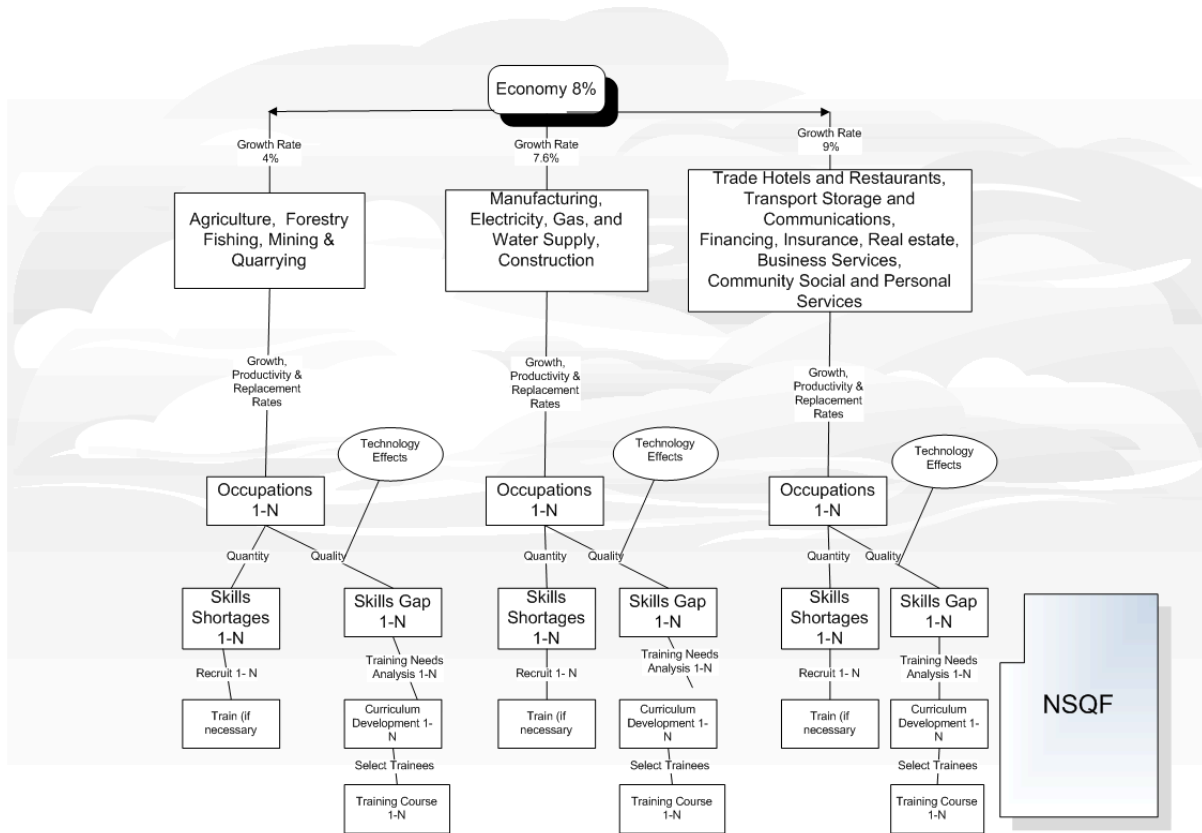 Economy 8%
Growth Rate
4%
Growth Rate
7.6%
Growth Rate
9%
Agriculture, Forestry
Fishing, Mining &
Quarrying
Manufacturing,
Electricity, Gas, and
Water Supply,
Construction
Trade Hotels and Restaurants,
Transport Storage and
Communications,
Financing, Insurance, Real estate,
Business Services,
Community Social and Personal
Services
Growth,
Productivity &
Replacement
Rates
Growth,
Productivity &
Replacement
Rates
Growth,
Productivity &
Replacement
Rates
Technology
Effects
Technology
Effects
Technology
Effects
Occupations
1-N
Occupations
1-N
Occupations
1-N
Quantity
Quality
Quantity
Quality
Quantity
Quality
Skills
Shortages
1-N
Skills Gap
1-N
Skills
Shortages
1-N
Skills Gap
1-N
Skills
Shortages
1-N
Skills Gap
1-N
Recruit 1- N
Training Needs
Analysis 1-N
Recruit 1- N
Training Needs
Analysis 1-N
Recruit 1- N
Training Needs
Analysis 1-N
Train (if
necessary
Curriculum
Development 1-
N
Train (if
necessary
Curriculum
Development 1-
N
Train (if
necessary
Curriculum
Development 1-
N
Select Trainees
Select Trainees
Select Trainees
Training Course
1-N
Training Course
1-N
Training Course
1-N
NSQF